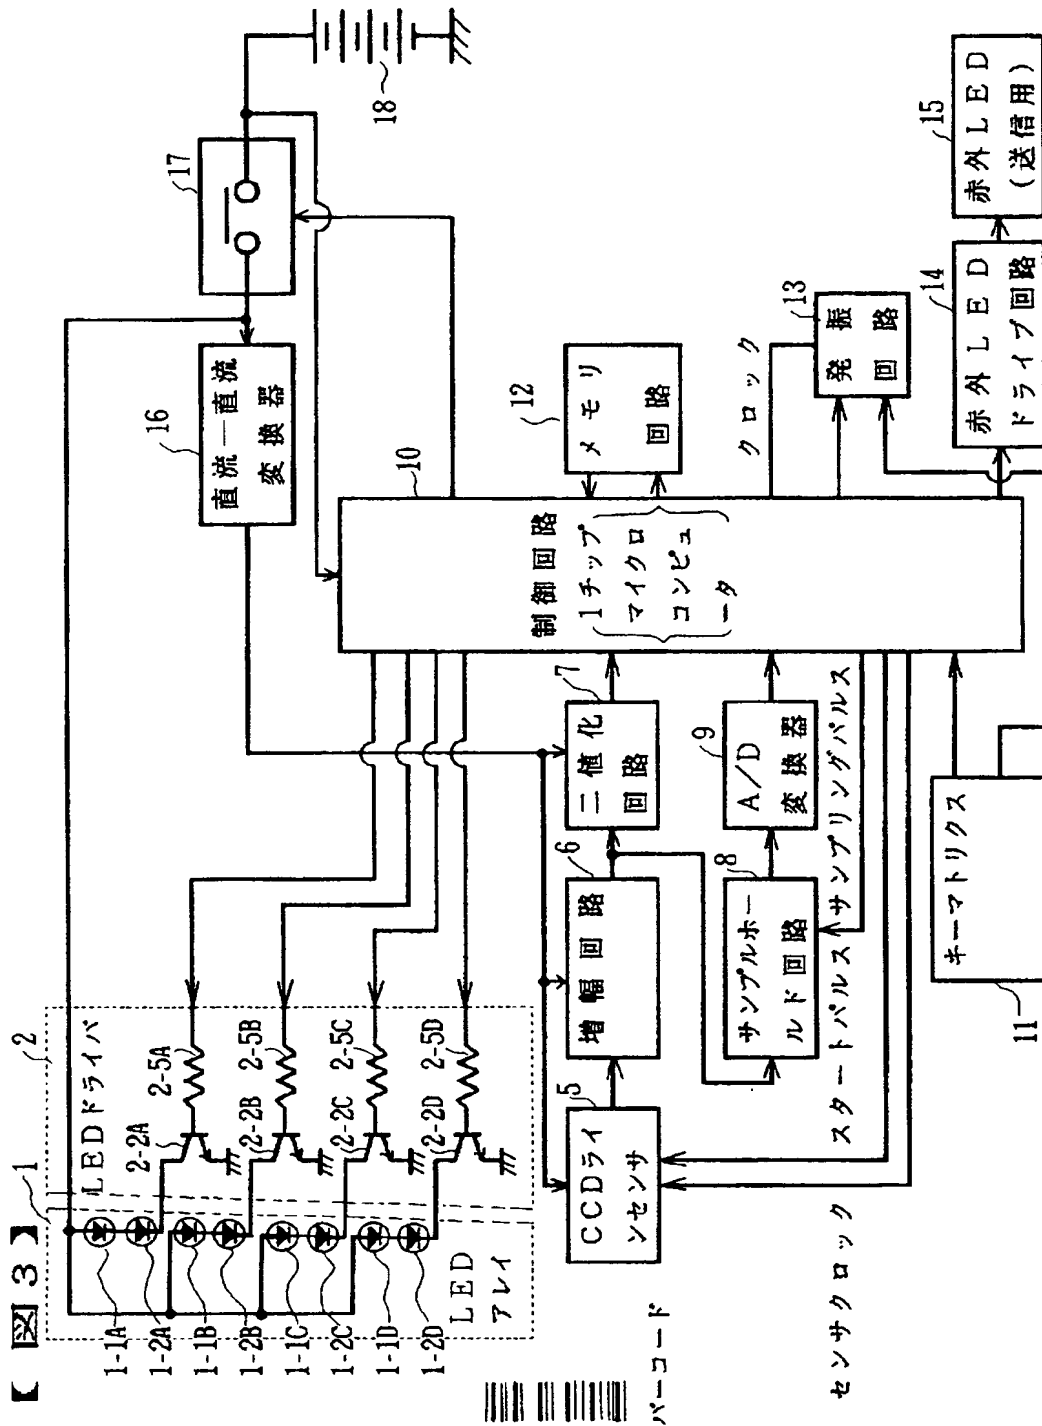 【図3】
1
2
LEDドライバ
LED
アレイ
1-1A
1-2A
1-1B
1-2B
1-1C
1-2C
1-1D
1-2D
2-2A
2-5A
2-2B
2-5B
2-2C
2-5C
2-2D
2-5D
16
直流―直流
変換器
17
18
バーコード
5
CCDライ
ンセンサ
6
増幅回路
7
二値化
回路
8
サンプルホー
ルド回路
9
A/D
変換器
センサクロック
スタートパルス
サンプリングパルス
10
制御回路
1チップ
マイクロ
コンピュ
ータ
11
キーマトリクス
12
メモリ
回路
クロック
13
発振
回路
14
赤外LED
ドライブ回路
15
赤外LED
(送信用)